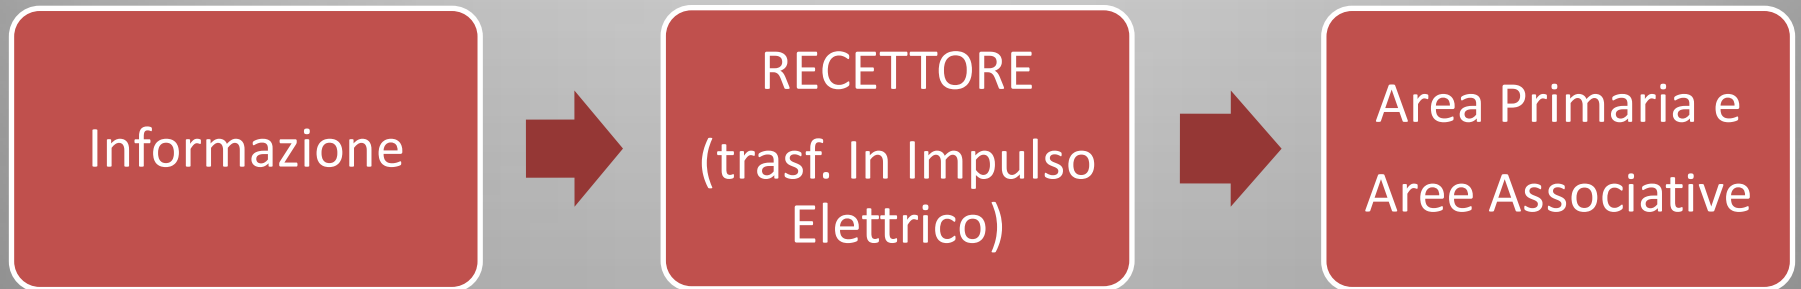 Informazione
RECETTORE
(trasf. In Impulso
Elettrico)
Area Primaria e
Aree Associative